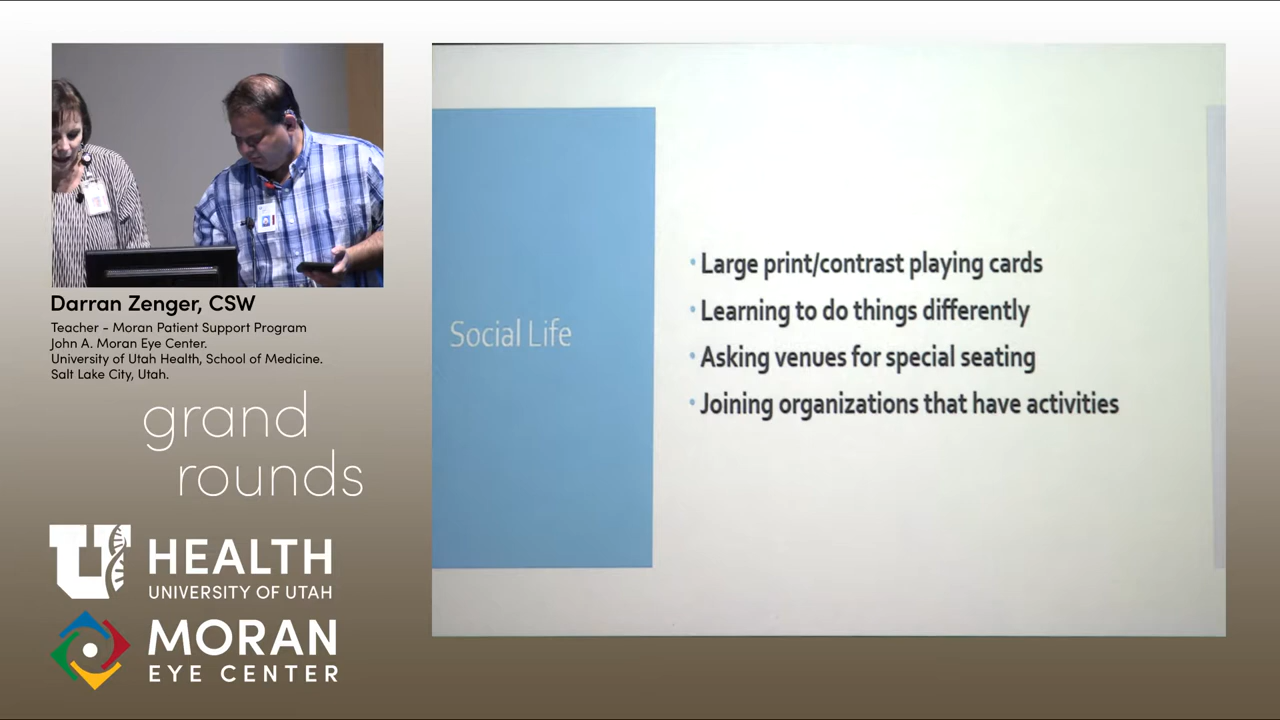 Darran Zenger, CSW
Teacher - Moran Patient Support Program
John A. Moran Eye Center.
University of Utah Health, School of Medicine.
Salt Lake City, Utah.
grand
rounds
U HEALTH
UNIVERSITY OF UTAH
MORAN
EYE CENTER
Social Life
• Large print/contrast playing cards
• Learning to do things differently
• Asking venues for special seating
• Joining organizations that have activities